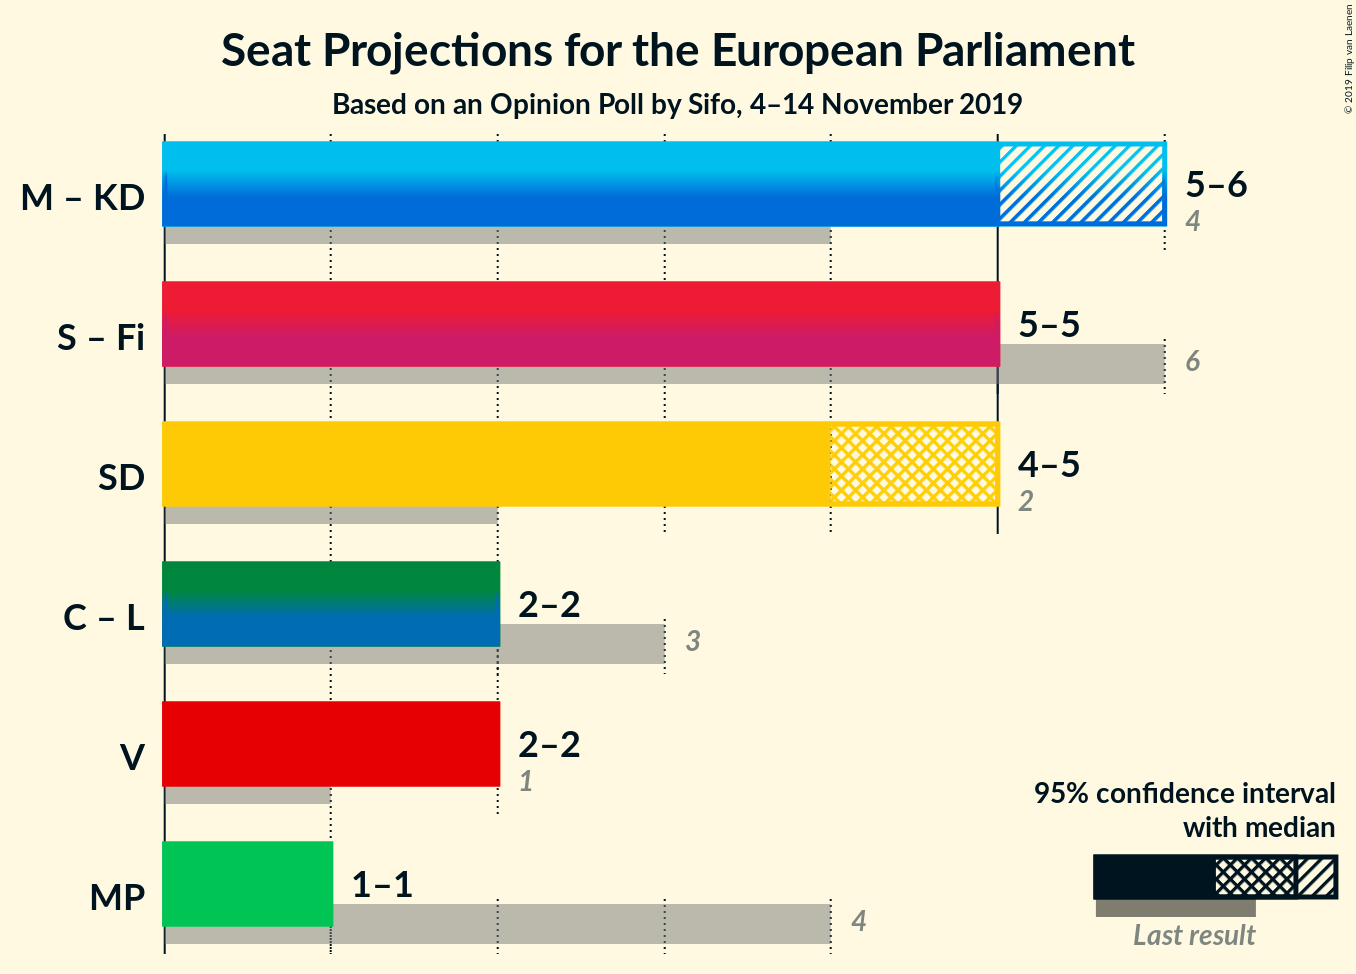 Seat Projections for the European Parliament
Based on an Opinion Poll by Sifo, 4–14 November 2019
© 2019 Filip van Laenen
M – KD
5–6
4
S – Fi
5–5
6
SD
4–5
2
C – L
2–2
3
V
2–2
1
MP
1–1
4
95% confidence interval
with median
Last result